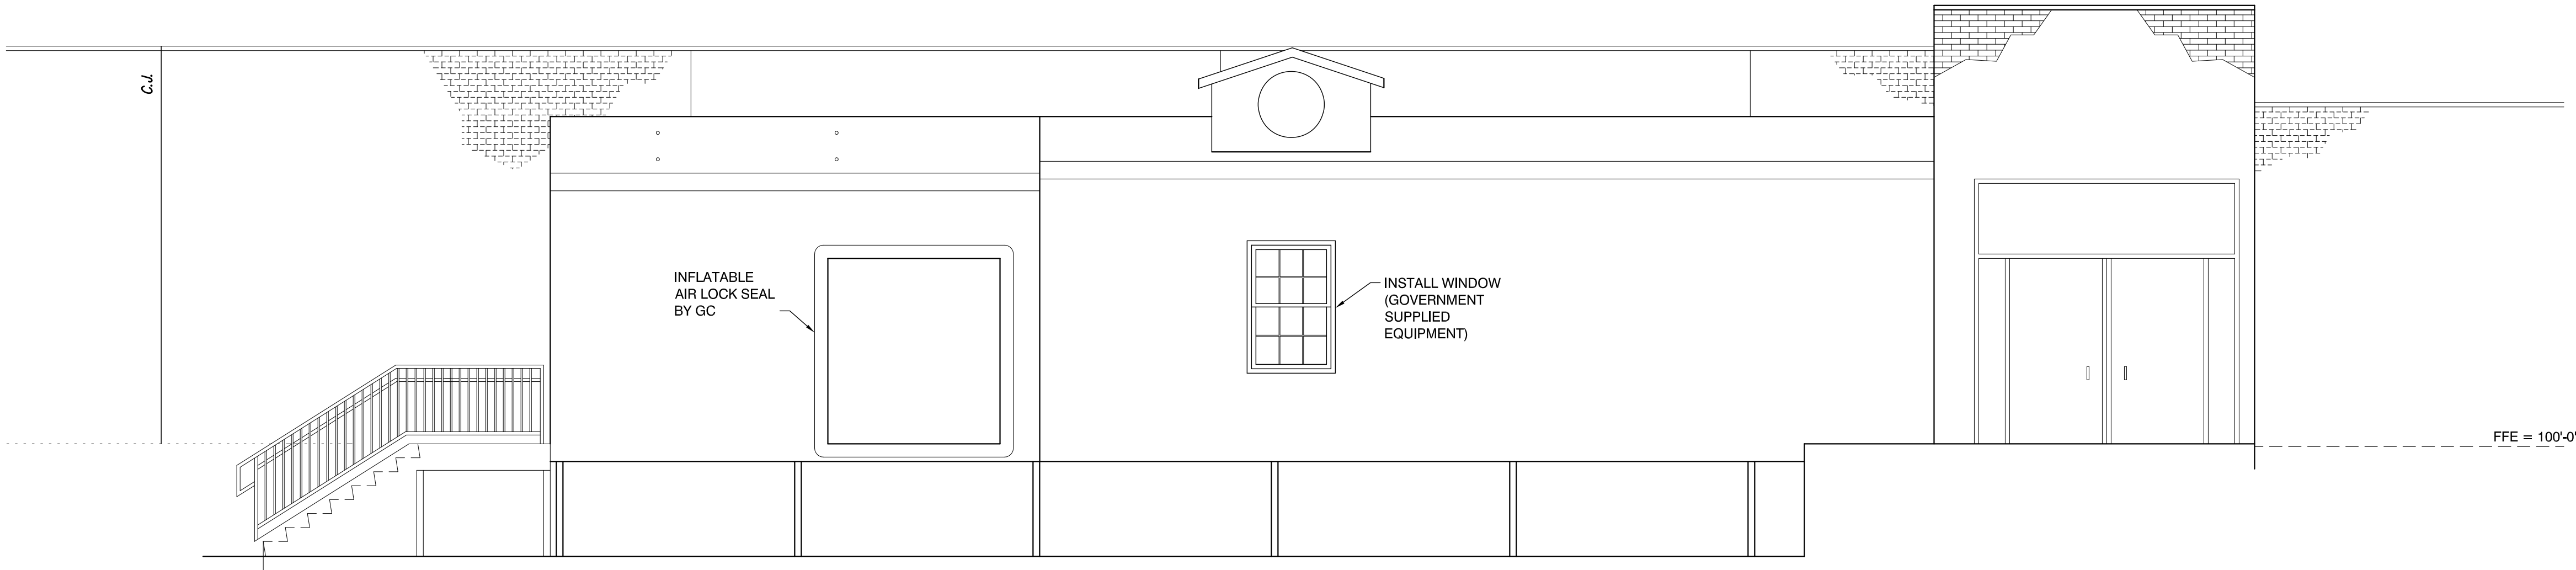 C.J.
INFLATABLE
AIR LOCK SEAL
BY GC
INSTALL WINDOW
(GOVERNMENT
SUPPLIED
EQUIPMENT)
FFE = 100'-0"